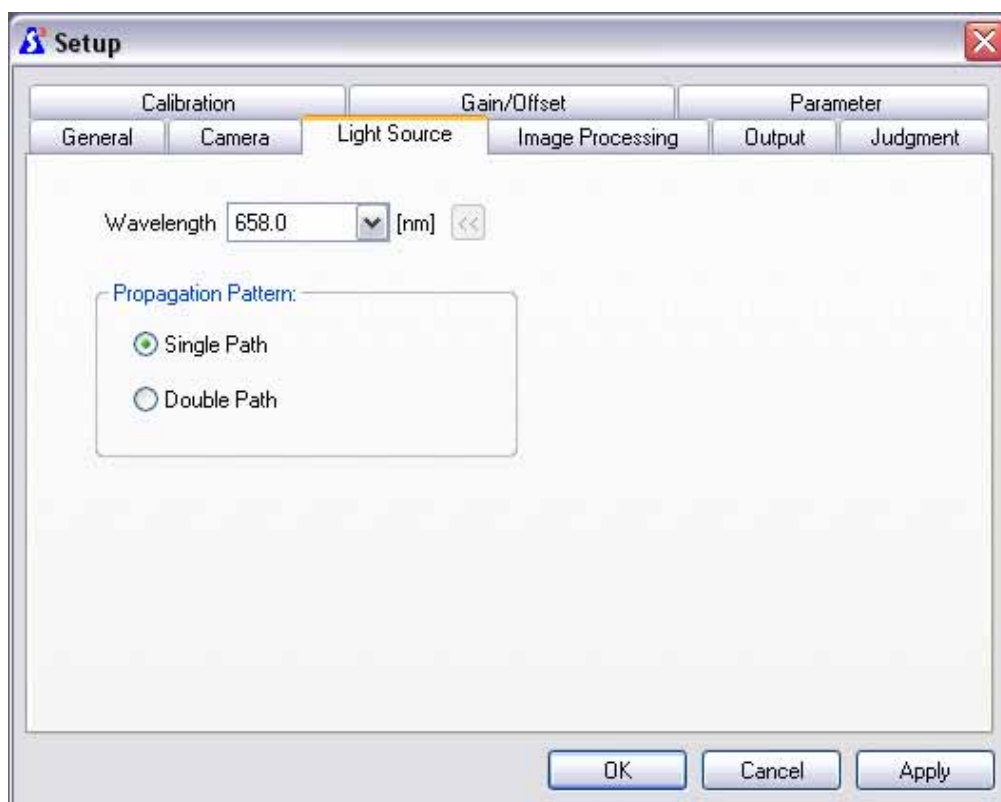 Setup
Calibration Gain/Offset Parameter
General Camera Light Source Image Processing Output Judgment
Wavelength 658.0 [nm] <<
Propagation Pattern:
Single Path
Double Path
OK Cancel Apply